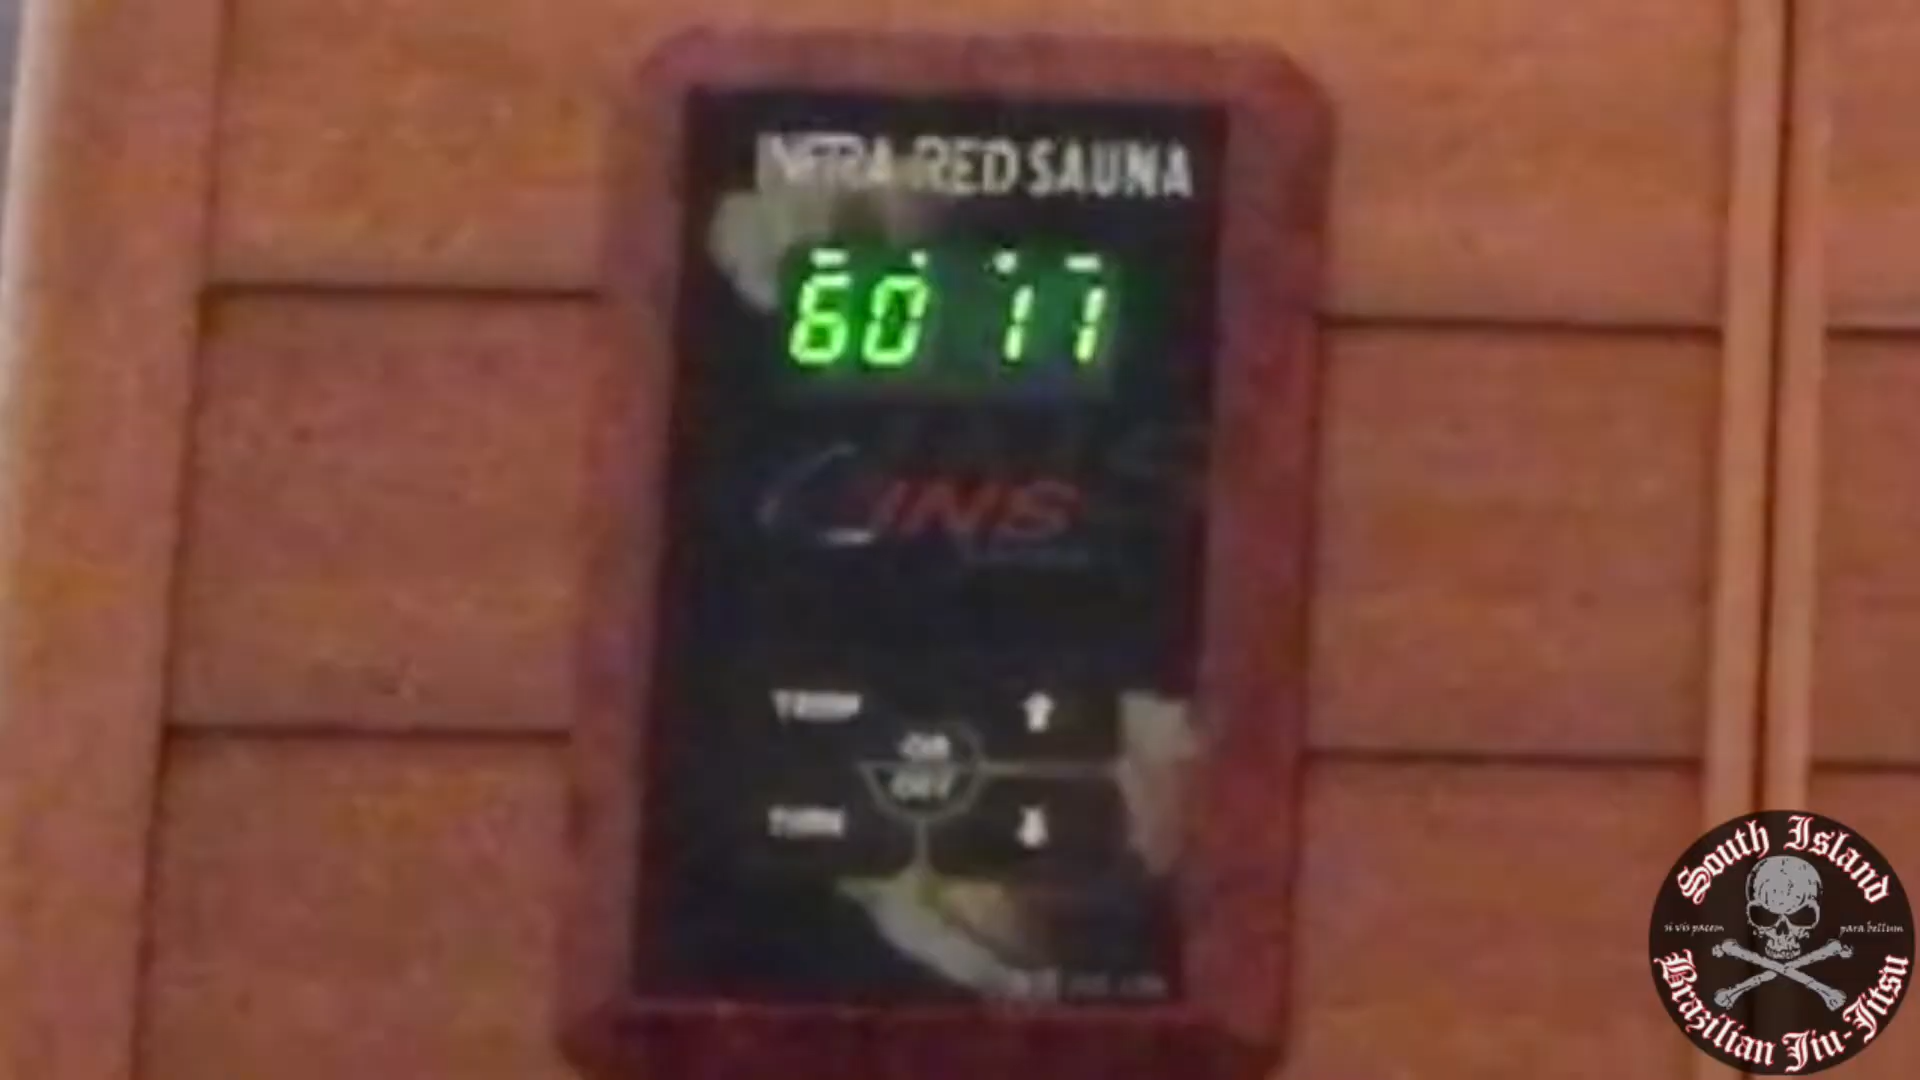 INFRA RED SAUNA
60 11
JNS
TEMP
ON
OFF
TIME
South Island
si vis pacem
para bellum
Brazilian Jiu-Jitsu